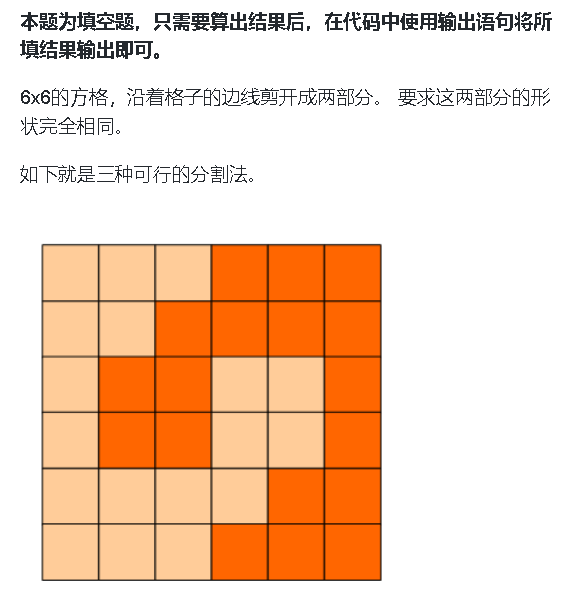 本题为填空题，只需要算出结果后，在代码中使用输出语句将所
填结果输出即可。
6x6的方格，沿着格子的边线剪开成两部分。 要求这两部分的形
状完全相同。
如下就是三种可行的分割法。